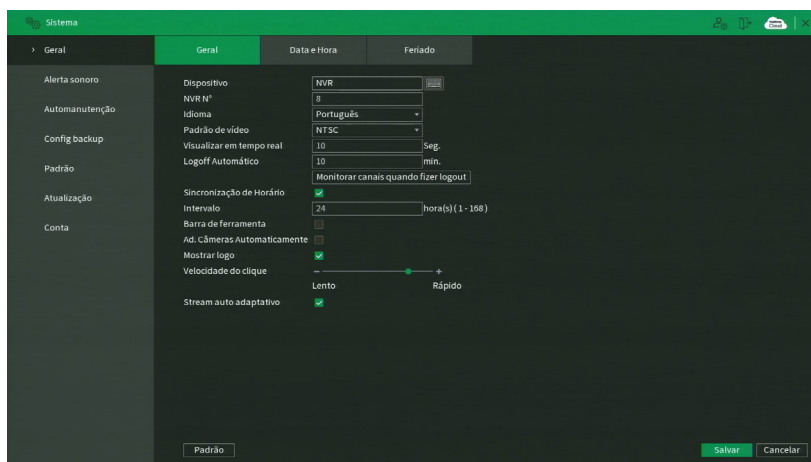 Sistema
Geral
Alerta sonoro
Automanutenção
Config backup
Padrão
Atualização
Conta
Geral Data e Hora Feriado
Dispositivo NVR
NVR Nº 8
Idioma Português
Padrão de vídeo NTSC
Visualizar em tempo real 10 Seg.
Logoff Automático 10 min.
Monitorar canais quando fizer logout
Sincronização de Horário
Intervalo 24 hora(s) ( 1 - 168 )
Barra de ferramenta
Ad. Câmeras Automaticamente
Mostrar logo
Velocidade do clique - +
Lento Rápido
Stream auto adaptativo
Padrão Salvar Cancelar